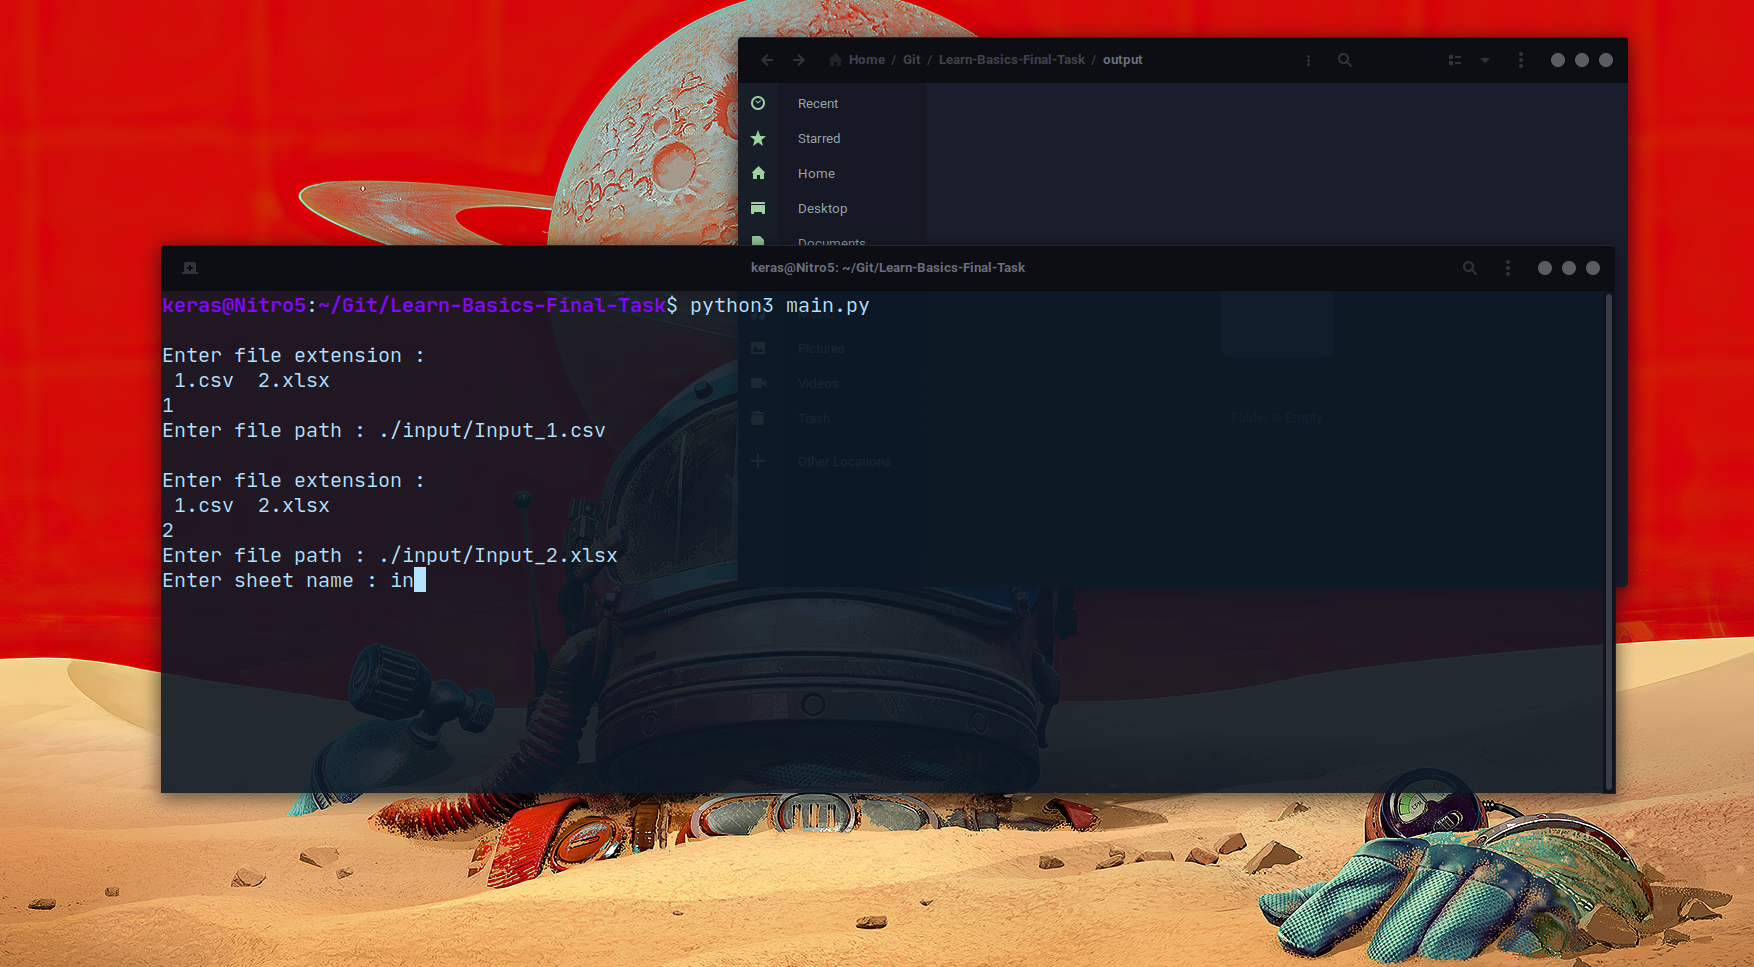 Home / Git / Learn-Basics-Final-Task / output
Recent
Starred
Home
Desktop
Documents
keras@Nitro5: ~/Git/Learn-Basics-Final-Task
keras@Nitro5:~/Git/Learn-Basics-Final-Task$ python3 main.py
Enter file extension :
1.csv  2.xlsx
1
Enter file path : ./input/Input_1.csv
Enter file extension :
1.csv  2.xlsx
2
Enter file path : ./input/Input_2.xlsx
Enter sheet name : in
Pictures
Videos
Trash
Folder is Empty
Other Locations